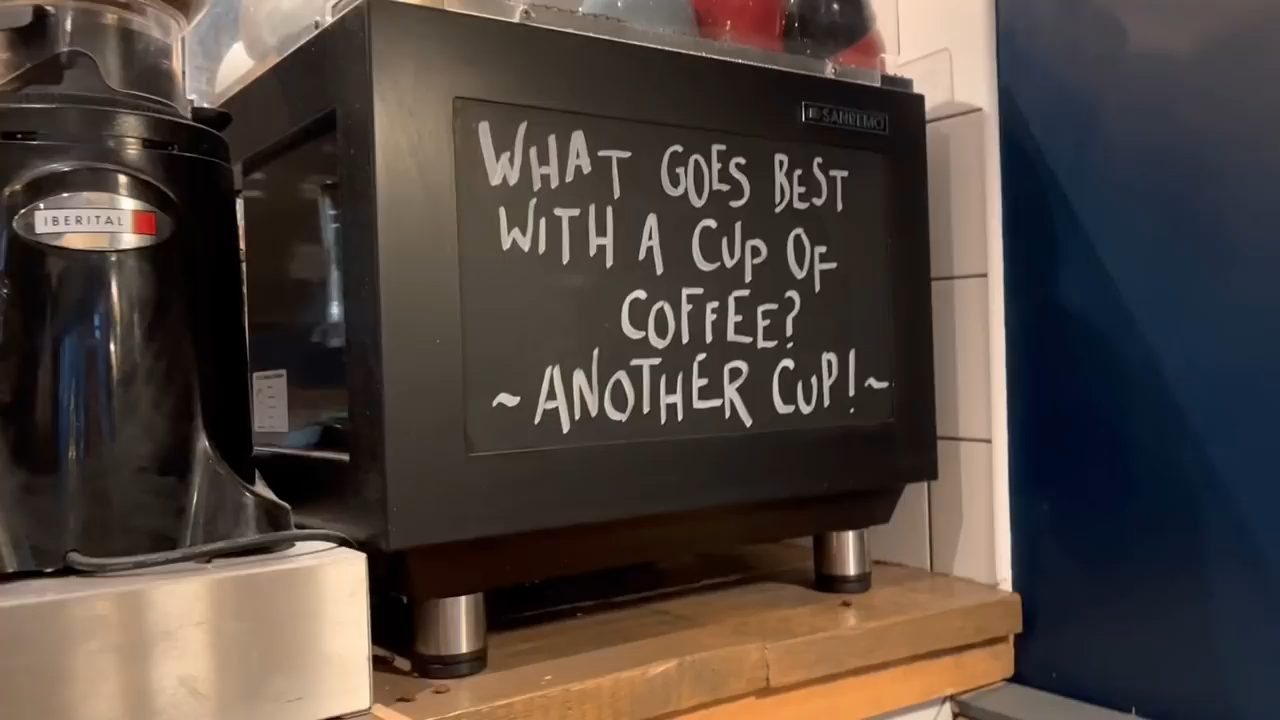 SANREMO
IBERITAL
WHAT GOES BEST
WITH A CUP OF
COFFEE?
~ANOTHER CUP!~